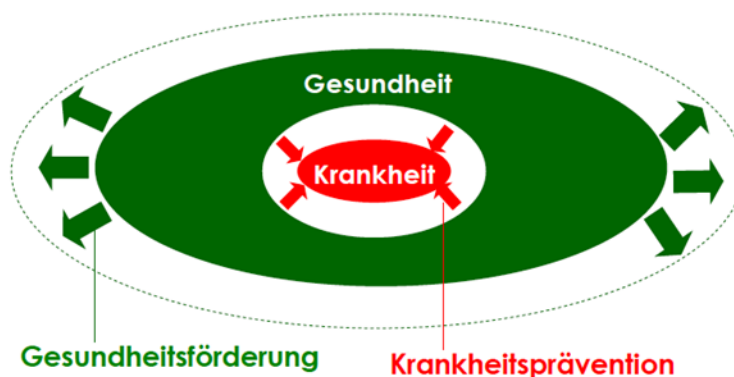 Gesundheit
Krankheit
Gesundheitsförderung
Krankheitsprävention